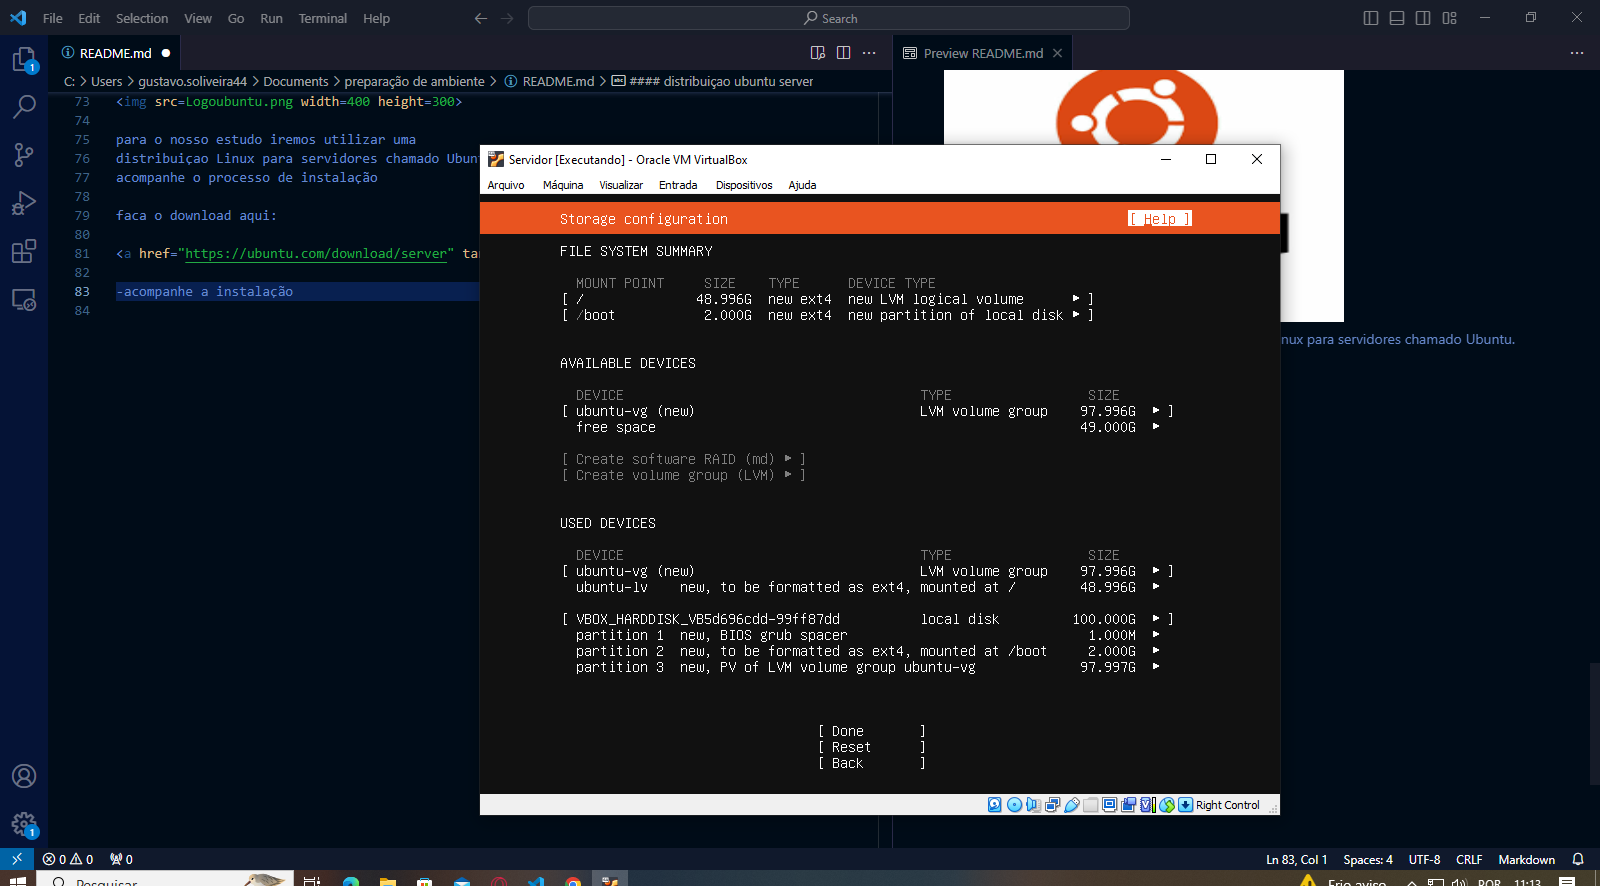 File Edit Selection View Go Run Terminal Help
Search
README.md
Preview README.md
C: > Users > gustavo.soliveira44 > Documents > preparação de ambiente > README.md > #### distribuiçao ubuntu server
73 <img src=Logoubuntu.png width=400 height=300>
74
75 para o nosso estudo iremos utilizar uma
76 distribuiçao Linux para servidores chamado Ubunt
77 acompanhe o processo de instalação
78
79 faca o download aqui:
80
81 <a href="https://ubuntu.com/download/server" tar
82
83 -acompanhe a instalação
84
nux para servidores chamado Ubuntu.
Servidor [Executando] - Oracle VM VirtualBox
Arquivo Máquina Visualizar Entrada Dispositivos Ajuda
Storage configuration [ Help ]
FILE SYSTEM SUMMARY
MOUNT POINT SIZE TYPE DEVICE TYPE
[ / 48.996G new ext4 new LVM logical volume ▸ ]
[ /boot 2.000G new ext4 new partition of local disk ▸ ]
AVAILABLE DEVICES
DEVICE TYPE SIZE
[ ubuntu-vg (new) LVM volume group 97.996G ▸ ]
free space 49.000G ▸
[ Create software RAID (md) ▸ ]
[ Create volume group (LVM) ▸ ]
USED DEVICES
DEVICE TYPE SIZE
[ ubuntu-vg (new) LVM volume group 97.996G ▸ ]
ubuntu-lv new, to be formatted as ext4, mounted at / 48.996G ▸
[ VBOX_HARDDISK_VB5d696cdd-99ff87dd local disk 100.000G ▸ ]
partition 1 new, BIOS grub spacer 1.000M ▸
partition 2 new, to be formatted as ext4, mounted at /boot 2.000G ▸
partition 3 new, PV of LVM volume group ubuntu-vg 97.997G ▸
[ Done ]
[ Reset ]
[ Back ]
Right Control
1
1
0 0 0
Ln 83, Col 1 Spaces: 4 UTF-8 CRLF Markdown
Pesquisar
Frio aviso POR 11:13